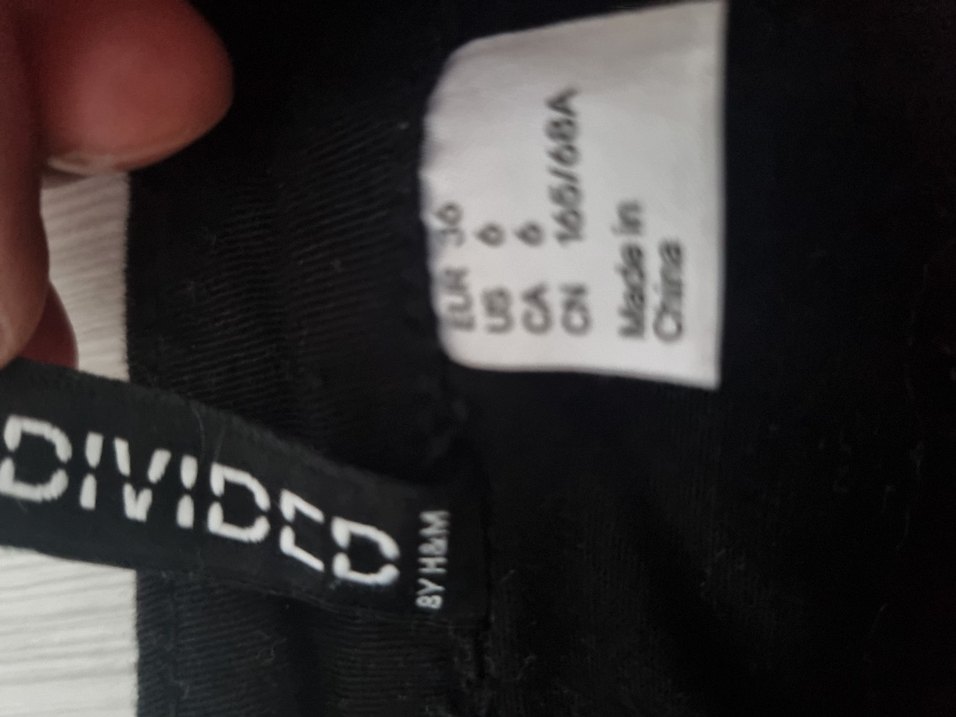 EUR 36
US 6
CA 6
CN 165/68A
Made in
China
DIVIDED
BY H&M